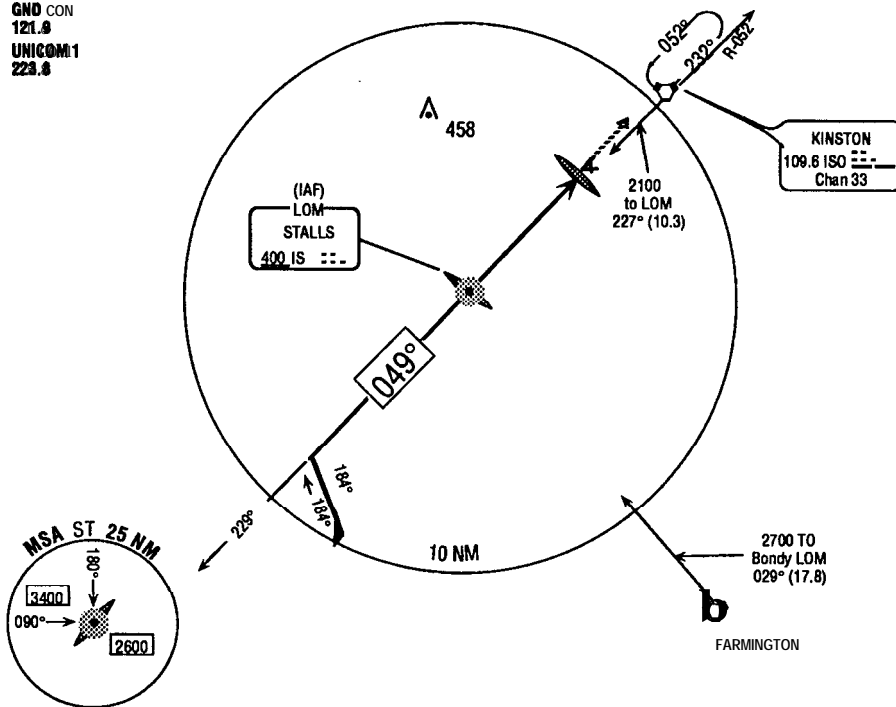 GND CON
121.9
UNICOM1
223.8
458
052°
232°
R-052
KINSTON
109.6 ISO
Chan 33
2100
to LOM
227° (10.3)
(IAF)
LOM
STALLS
400 IS
049°
184°
184°
229°
10 NM
MSA ST 25 NM
180°
3400
090°
2600
2700 TO
Bondy LOM
029° (17.8)
FARMINGTON